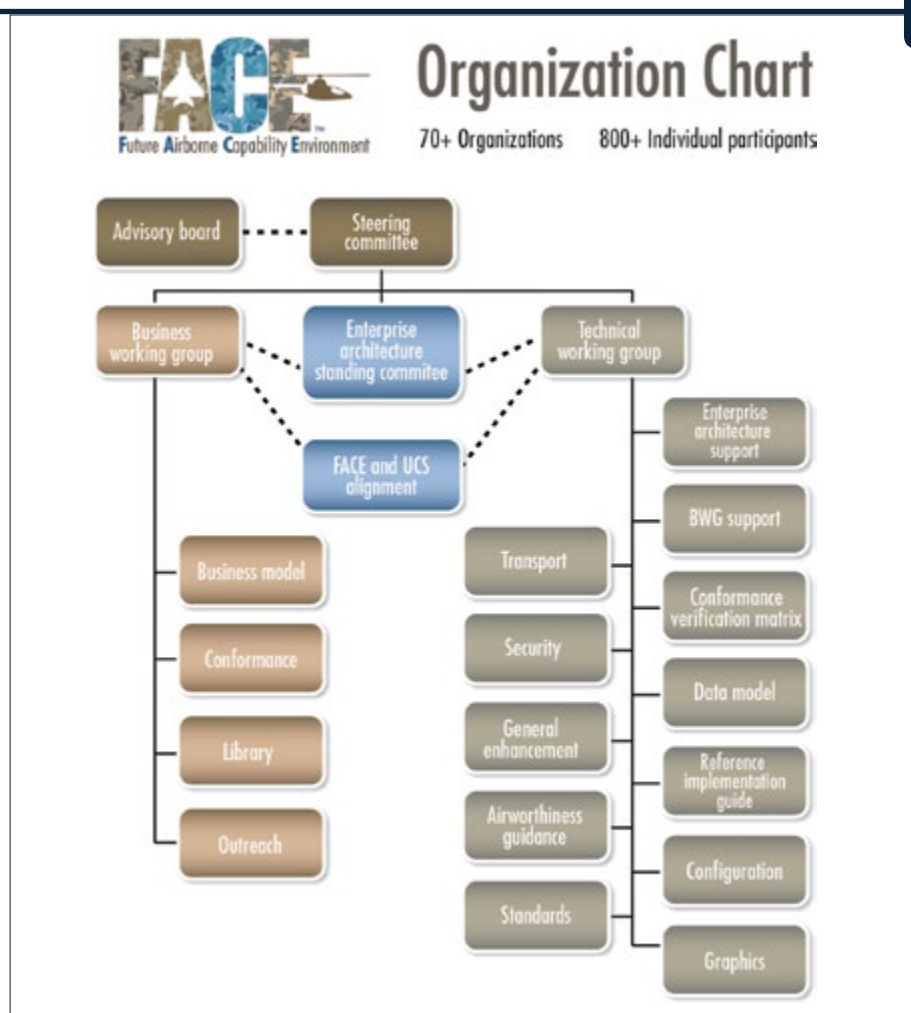 FACE
™
Future Airborne Capability Environment
Organization Chart
70+ Organizations 800+ Individual participants
Advisory board
Steering
committee
Business
working group
Enterprise
architecture
standing commitee
Technical
working group
FACE and UCS
alignment
Business model
Conformance
Library
Outreach
Transport
Security
General
enhancement
Airworthiness
guidance
Standards
Enterprise
architecture
support
BWG support
Conformance
verification matrix
Data model
Reference
implementation
guide
Configuration
Graphics